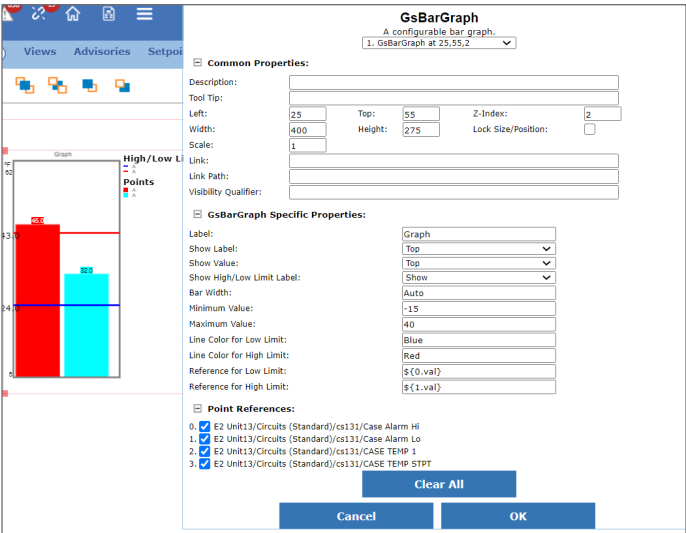 GsBarGraph
A configurable bar graph.
1. GsBarGraph at 25,55,2
Views Advisories Setpoi
Common Properties:
Description:
Tool Tip:
Left: 25 Top: 55 Z-Index: 2
Width: 400 Height: 275 Lock Size/Position:
Scale: 1
Link:
Link Path:
Visibility Qualifier:
Graph
High/Low Li
°F
62
A
A
Points
A
A
45.0
43.0
32.0
24.0
5
GsBarGraph Specific Properties:
Label: Graph
Show Label: Top
Show Value: Top
Show High/Low Limit Label: Show
Bar Width: Auto
Minimum Value: -15
Maximum Value: 40
Line Color for Low Limit: Blue
Line Color for High Limit: Red
Reference for Low Limit: ${0.val}
Reference for High Limit: ${1.val}
Point References:
0. E2 Unit13/Circuits (Standard)/cs131/Case Alarm Hi
1. E2 Unit13/Circuits (Standard)/cs131/Case Alarm Lo
2. E2 Unit13/Circuits (Standard)/cs131/CASE TEMP 1
3. E2 Unit13/Circuits (Standard)/cs131/CASE TEMP STPT
Clear All
Cancel OK